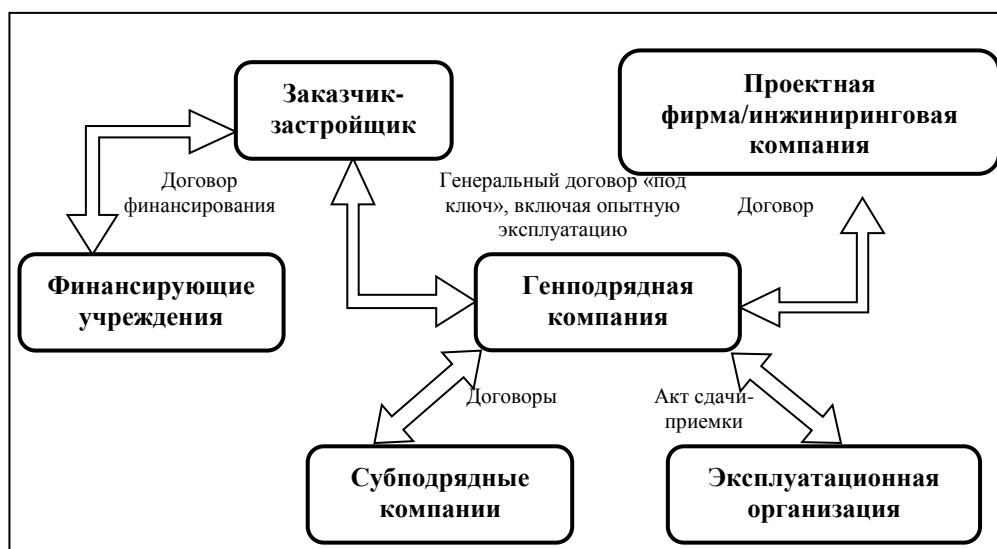 Заказчик-
застройщик
Проектная
фирма/инжиниринговая
компания
Договор
финансирования
Генеральный договор «под
ключ», включая опытную
эксплуатацию
Договор
Финансирующие
учреждения
Генподрядная
компания
Договоры
Акт сдачи-
приемки
Субподрядные
компании
Эксплуатационная
организация